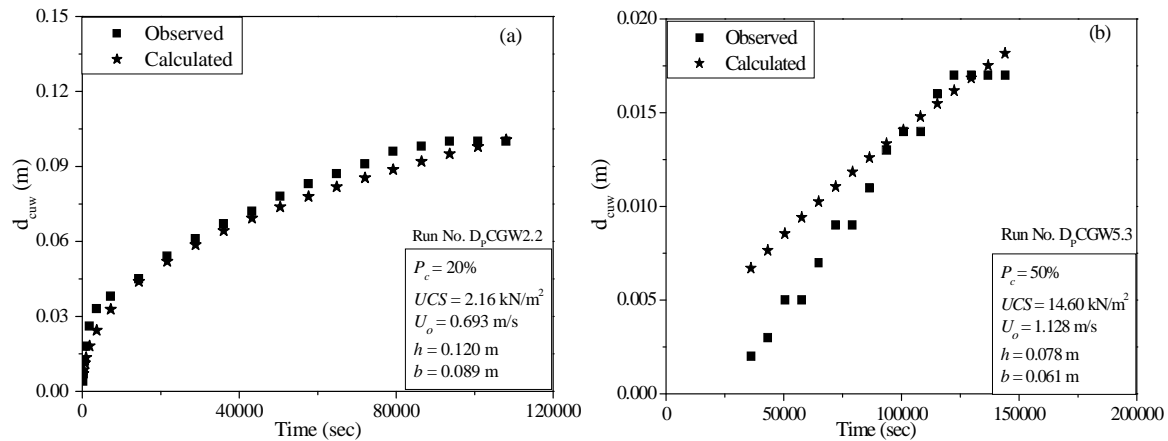 0.15
0.12
0.09
0.06
0.03
0.00
d_cuw (m)
Observed
Calculated
(a)
Run No. D_PCGW2.2
P_c = 20%
UCS = 2.16 kN/m²
U_o = 0.693 m/s
h = 0.120 m
b = 0.089 m
0 40000 80000 120000
Time (sec)
0.020
0.015
0.010
0.005
0.000
d_cuw (m)
Observed
Calculated
(b)
Run No. D_PCGW5.3
P_c = 50%
UCS = 14.60 kN/m²
U_o = 1.128 m/s
h = 0.078 m
b = 0.061 m
0 50000 100000 150000 200000
Time (sec)